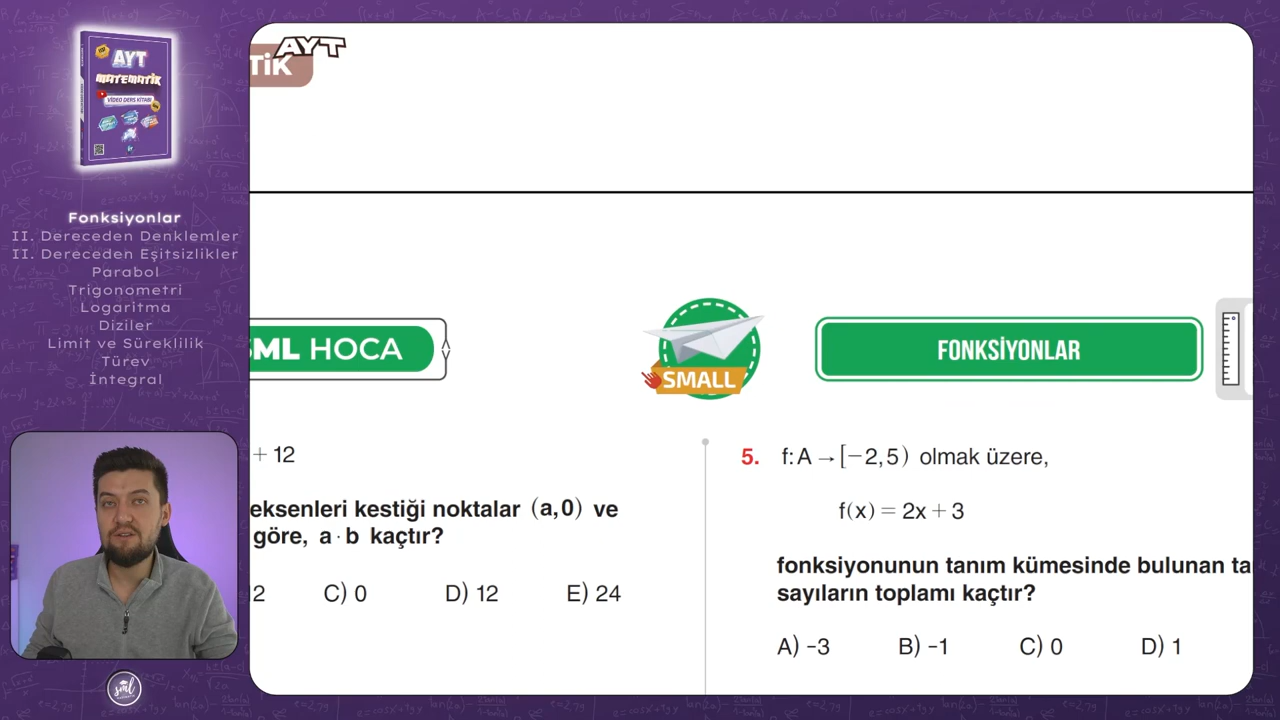 AYT
MATEMATİK
VİDEO DERS KİTABI
Fonksiyonlar
II. Dereceden Denklemler
II. Dereceden Eşitsizlikler
Parabol
Trigonometri
Logaritma
Diziler
Limit ve Süreklilik
Türev
İntegral
sml
TİK AYT
SML HOCA
SMALL
FONKSİYONLAR
+ 12
eksenleri kestiği noktalar (a,0) ve
göre, a · b kaçtır?
2 C) 0 D) 12 E) 24
5. f: A → [−2, 5) olmak üzere,
f(x) = 2x + 3
fonksiyonunun tanım kümesinde bulunan ta
sayıların toplamı kaçtır?
A) −3 B) −1 C) 0 D) 1